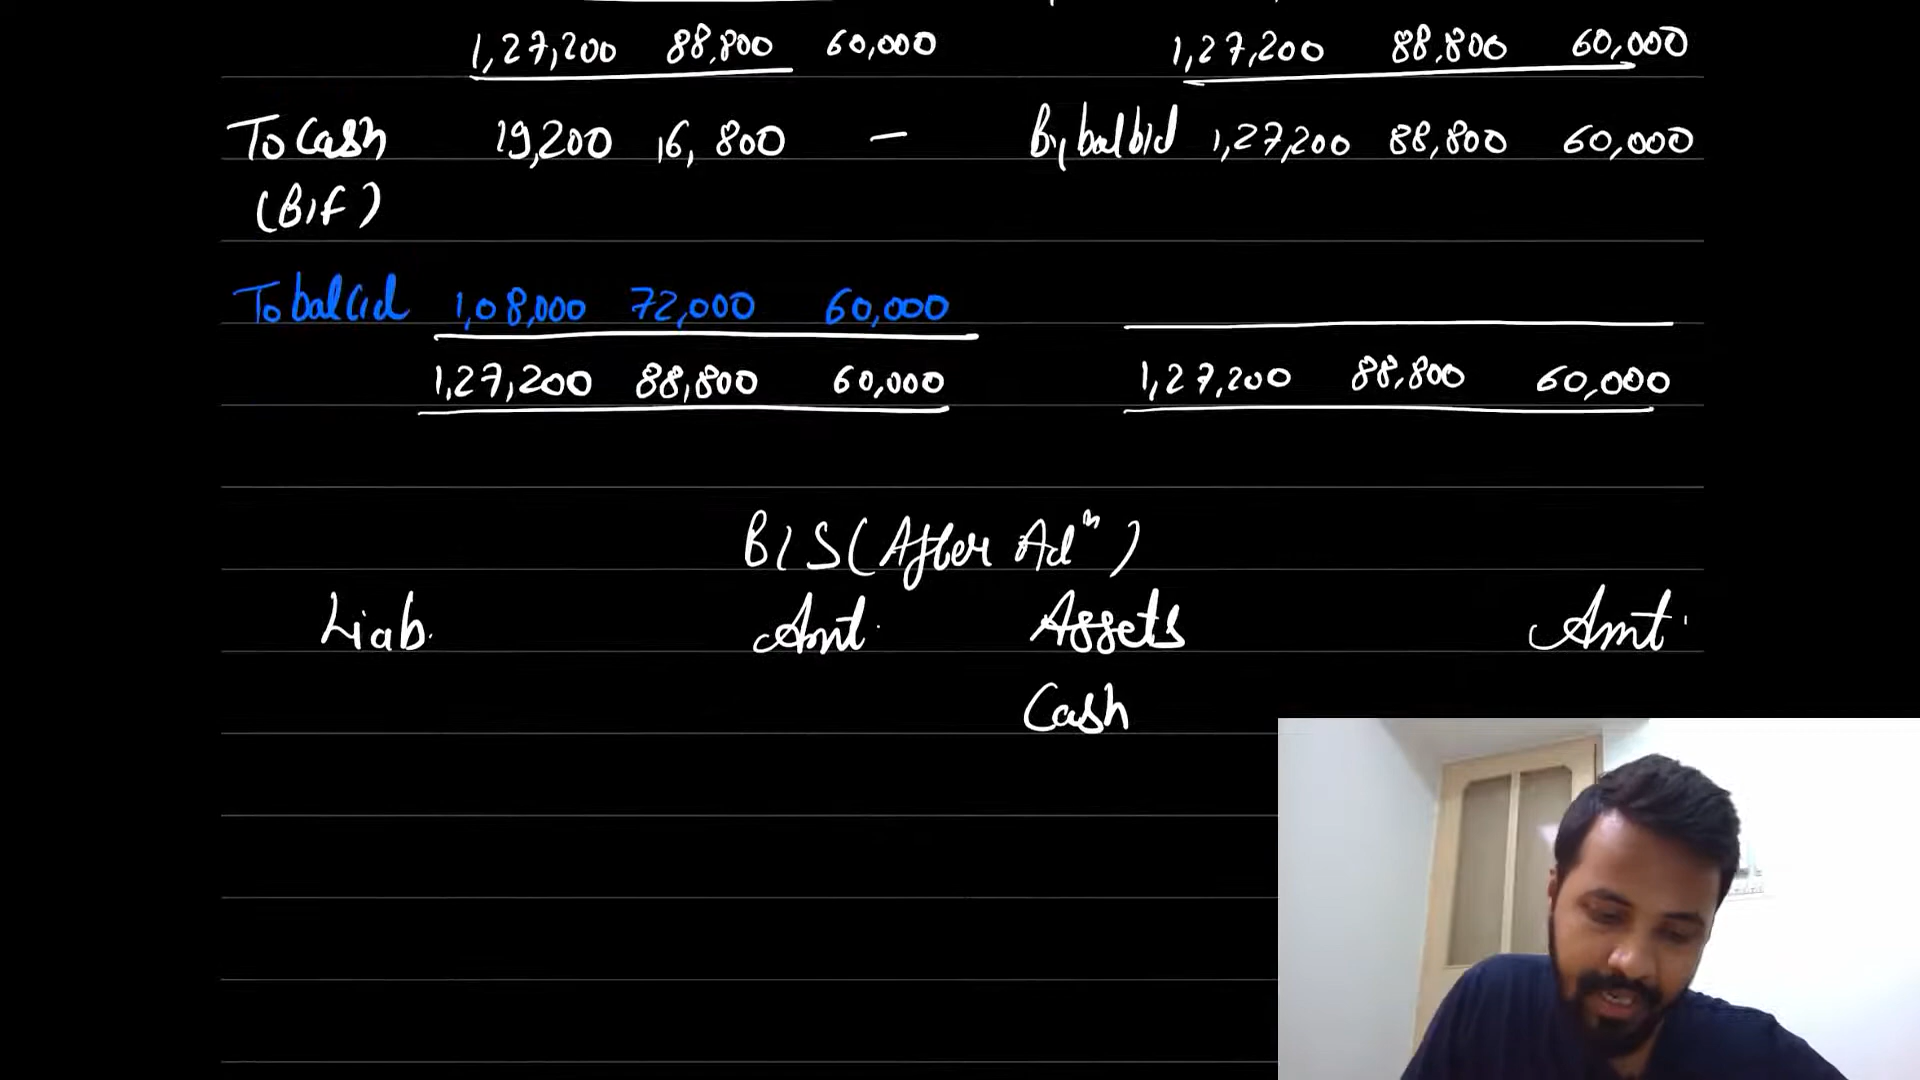 1,27,200 88,800 60,000 1,27,200 88,800 60,000
To Cash 19,200 16,800 — By bal b/d 1,27,200 88,800 60,000
(B/F)
To bal c/d 1,08,000 72,000 60,000
1,27,200 88,800 60,000 1,27,200 88,800 60,000
B/S (After Adⁿ)
Liab. Amt. Assets Amt.
Cash